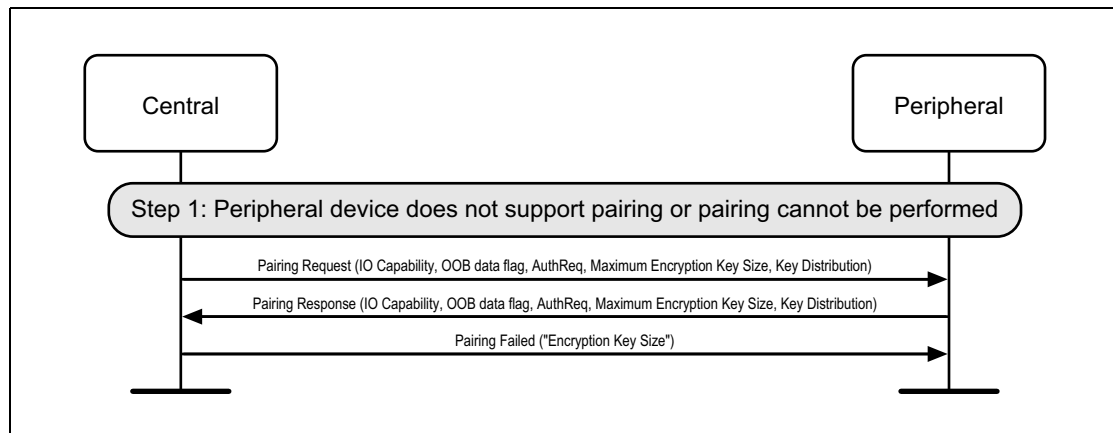 Central
Peripheral
Step 1: Peripheral device does not support pairing or pairing cannot be performed
Pairing Request (IO Capability, OOB data flag, AuthReq, Maximum Encryption Key Size, Key Distribution)
Pairing Response (IO Capability, OOB data flag, AuthReq, Maximum Encryption Key Size, Key Distribution)
Pairing Failed ("Encryption Key Size")